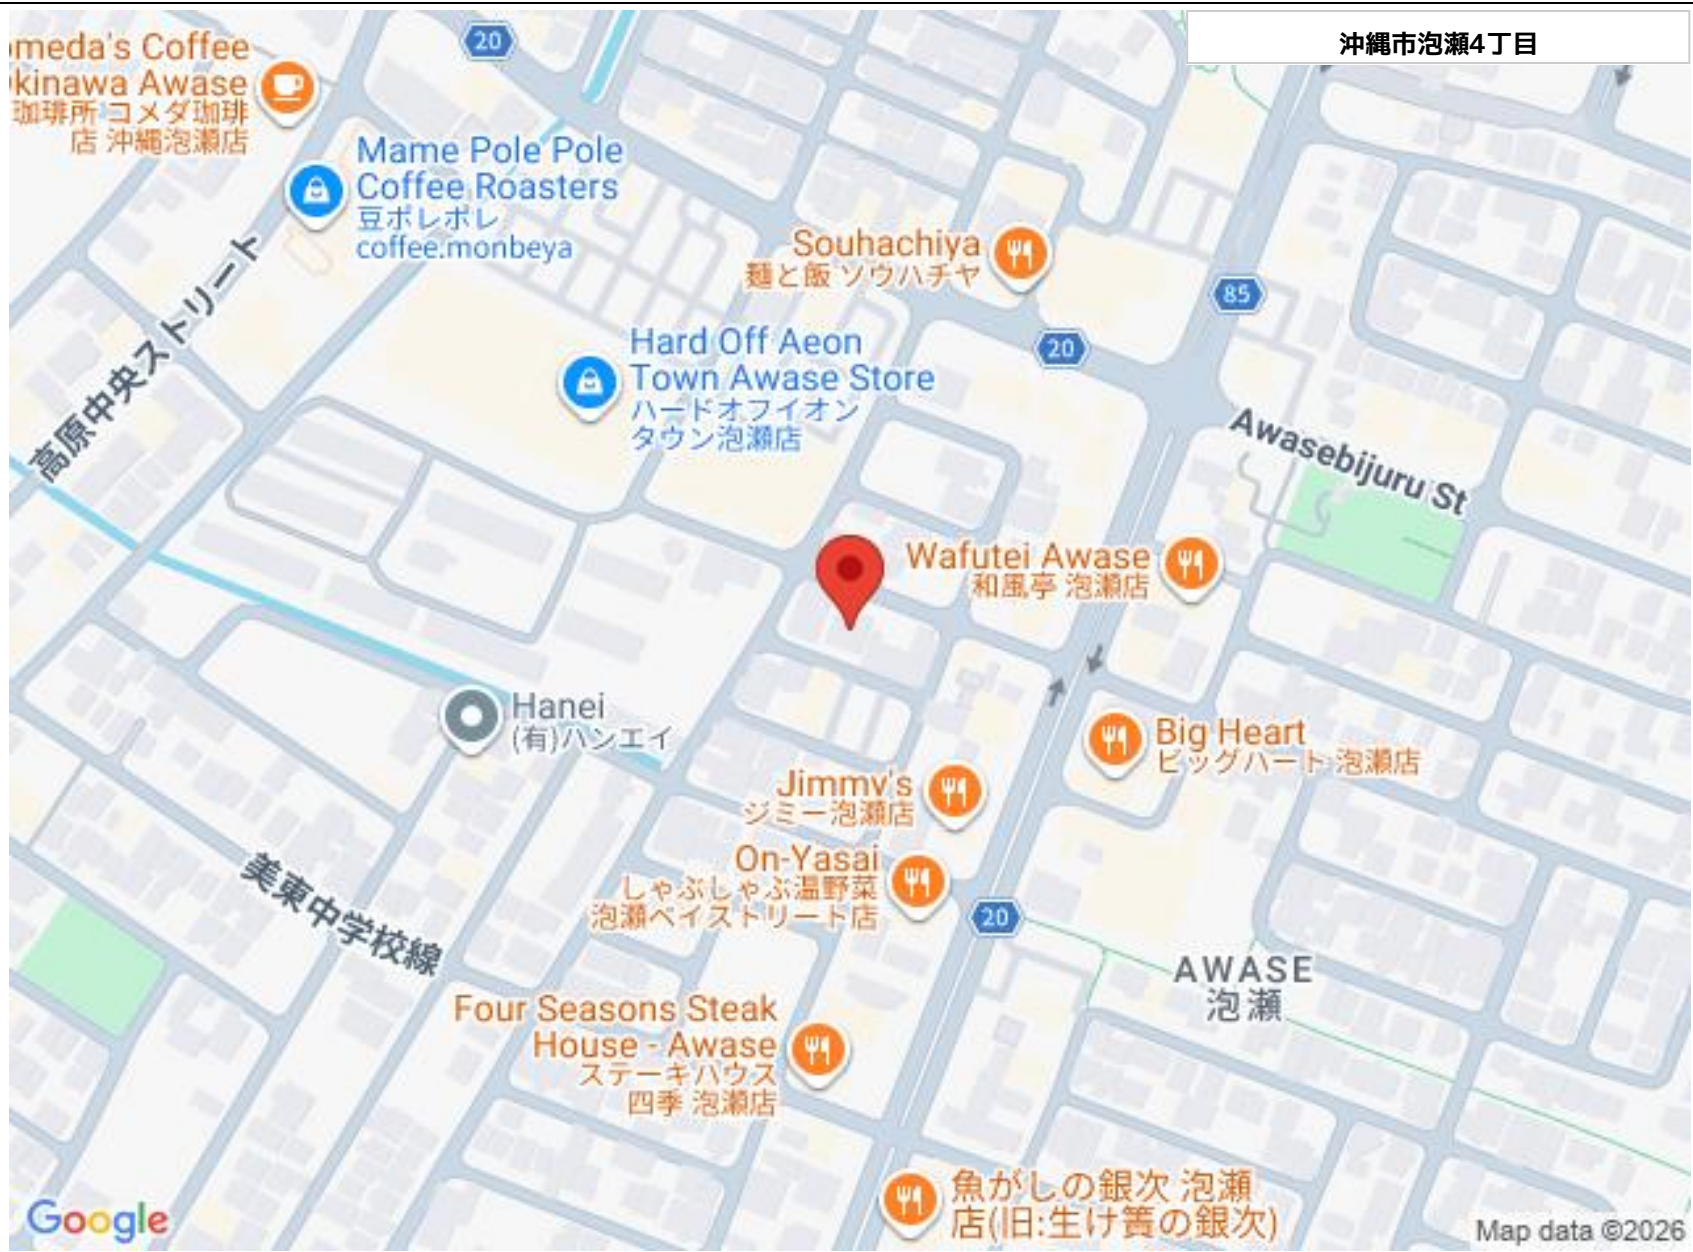 沖縄市泡瀬4丁目
20
meda's Coffee
kinawa Awase
珈琲所 コメダ珈琲
店 沖縄泡瀬店
Mame Pole Pole
Coffee Roasters
豆ポレポレ
coffee.monbeya
Souhachiya
麺と飯 ソウハチヤ
85
20
高原中央ストリート
Hard Off Aeon
Town Awase Store
ハードオフイオン
タウン泡瀬店
Awasebijuru St
Wafutei Awase
和風亭 泡瀬店
Hanei
(有)ハンエイ
Big Heart
ビッグハート 泡瀬店
Jimmy's
ジミー泡瀬店
On-Yasai
しゃぶしゃぶ温野菜
泡瀬ベイストリート店
20
美東中学校線
AWASE
泡瀬
Four Seasons Steak
House - Awase
ステーキハウス
四季 泡瀬店
魚がしの銀次 泡瀬
店(旧:生け簀の銀次)
Google
Map data ©2026